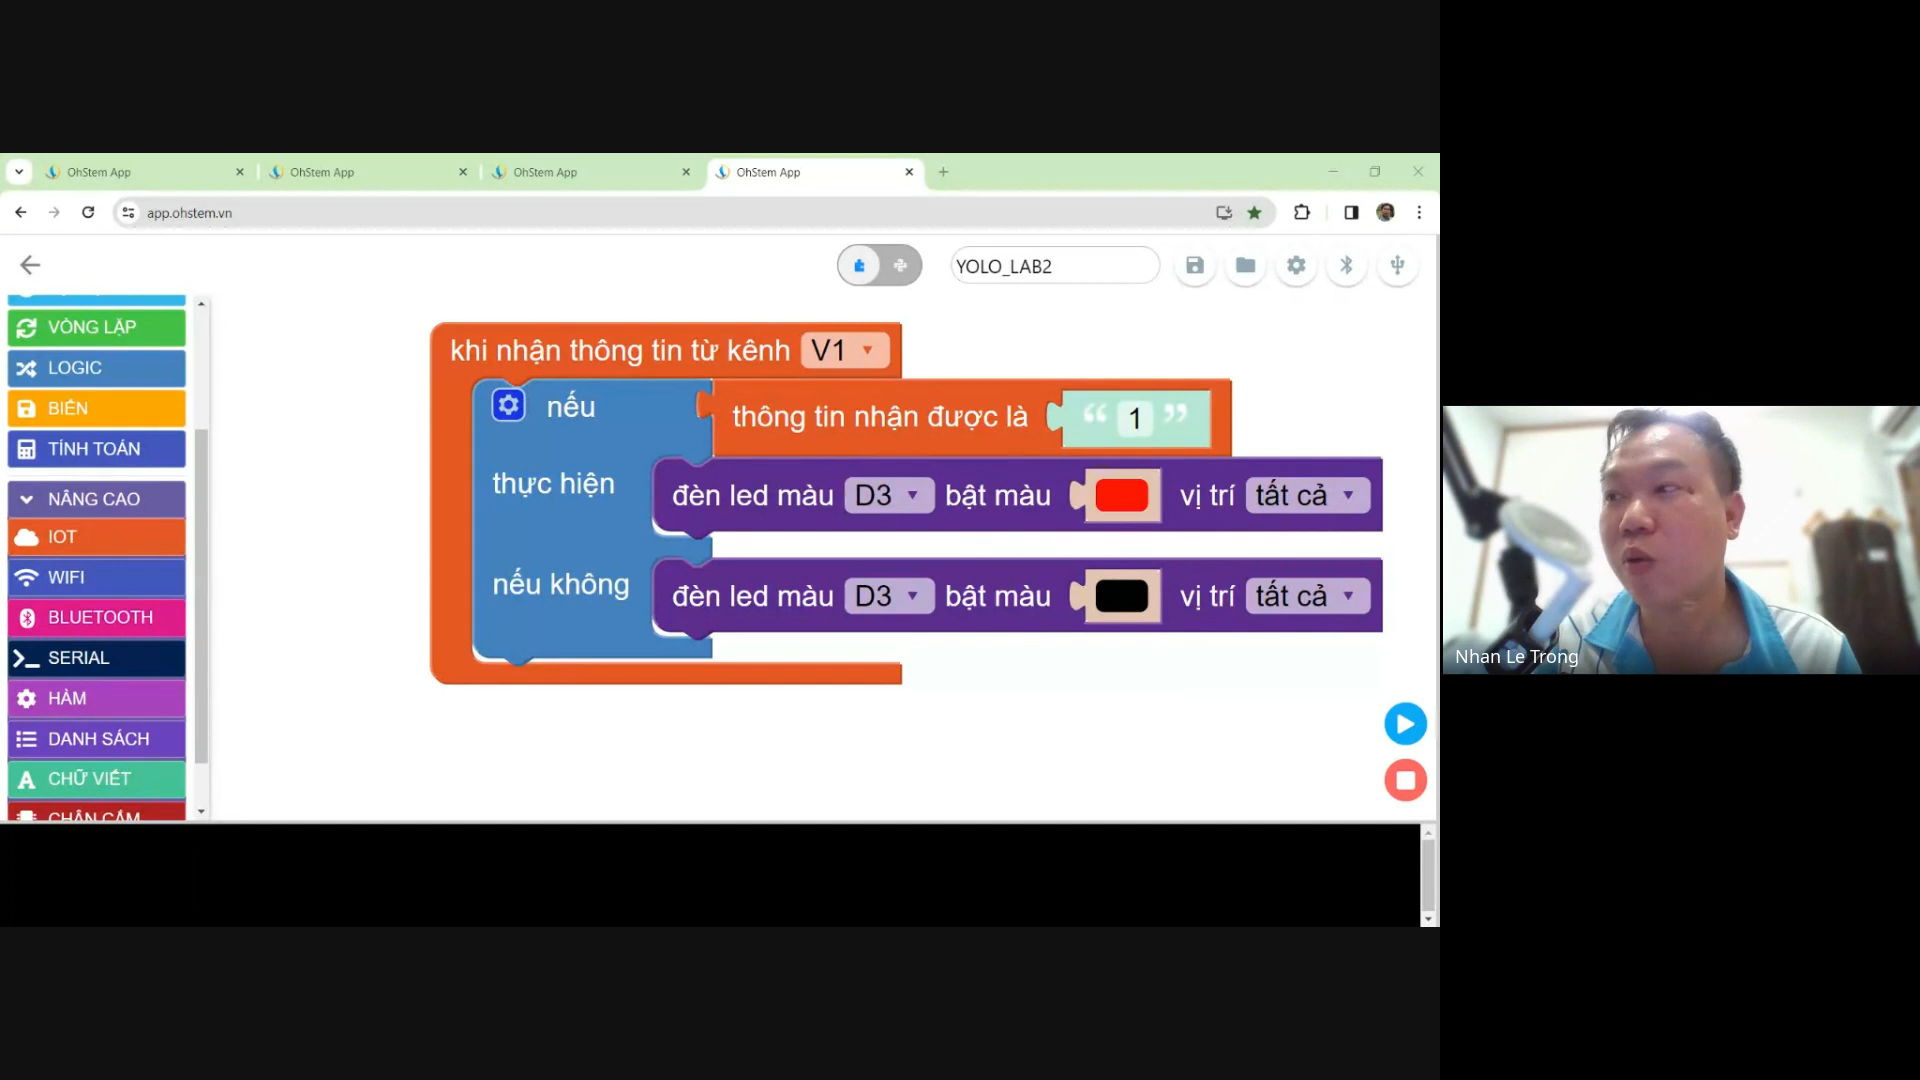 OhStem App
OhStem App
OhStem App
OhStem App
app.ohstem.vn
YOLO_LAB2
VÒNG LẶP
LOGIC
BIẾN
TÍNH TOÁN
NÂNG CAO
IOT
WIFI
BLUETOOTH
SERIAL
HÀM
DANH SÁCH
CHỮ VIẾT
CHÂN CẮM
khi nhận thông tin từ kênh V1
nếu thông tin nhận được là “ 1 ”
thực hiện đèn led màu D3 bật màu vị trí tất cả
nếu không đèn led màu D3 bật màu vị trí tất cả
Nhan Le Trong